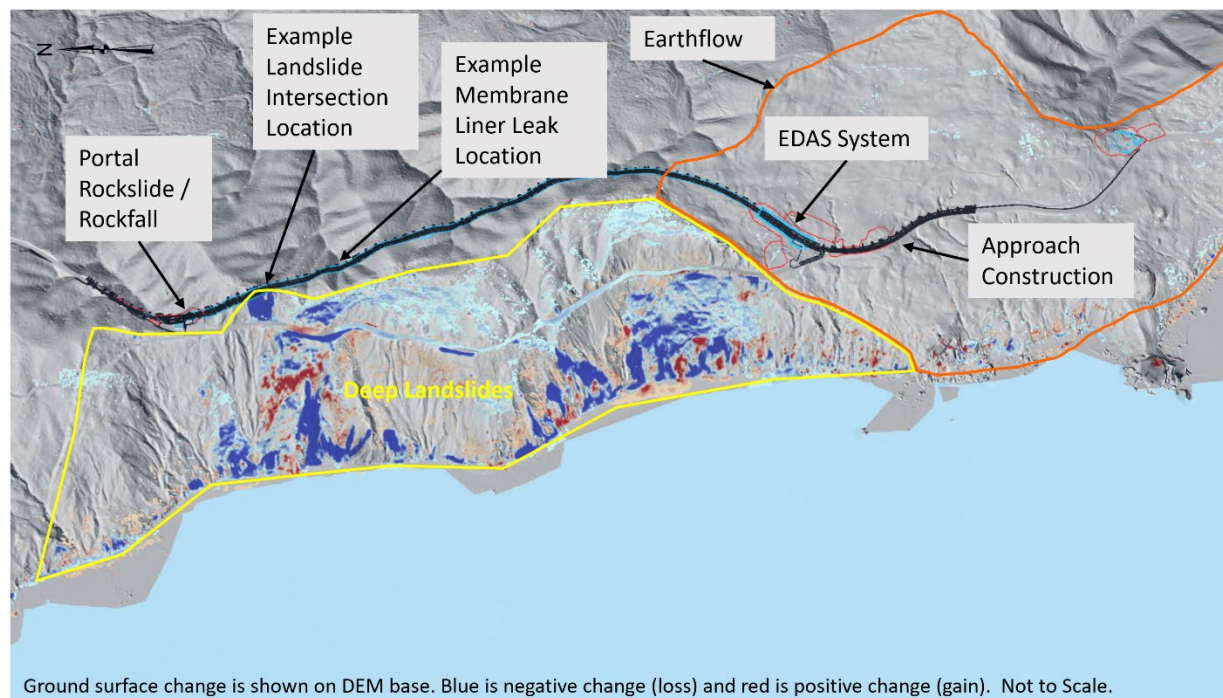 N
Example
Landslide
Intersection
Location
Example
Membrane
Liner Leak
Location
Earthflow
Portal
Rockslide /
Rockfall
EDAS System
Approach
Construction
Deep Landslides
Ground surface change is shown on DEM base. Blue is negative change (loss) and red is positive change (gain).  Not to Scale.